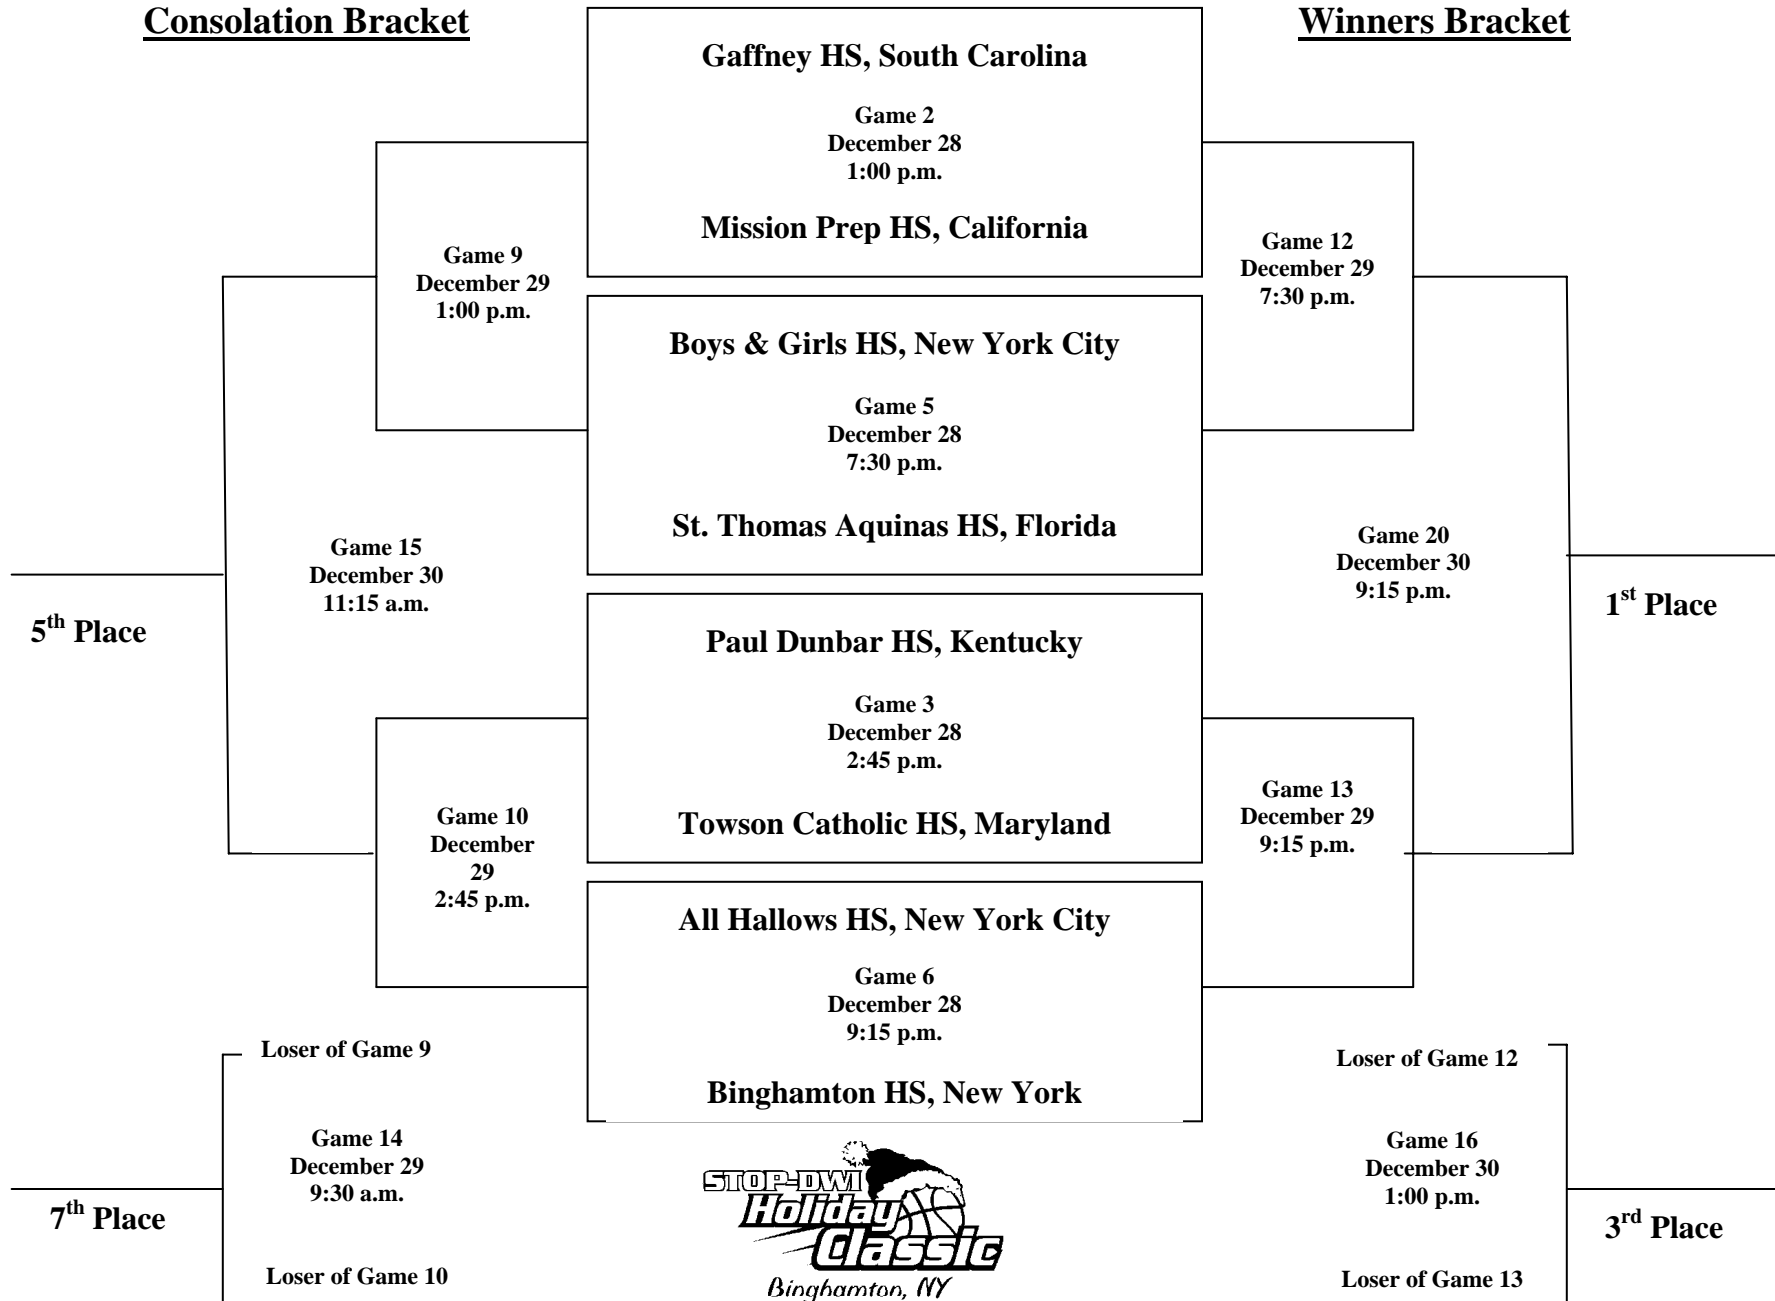 Consolation Bracket
Winners Bracket
Gaffney HS, South Carolina
Game 2
December 28
1:00 p.m.
Mission Prep HS, California
Game 9
December 29
1:00 p.m.
Game 12
December 29
7:30 p.m.
Boys & Girls HS, New York City
Game 5
December 28
7:30 p.m.
St. Thomas Aquinas HS, Florida
Game 15
December 30
11:15 a.m.
Game 20
December 30
9:15 p.m.
5th Place
1st Place
Paul Dunbar HS, Kentucky
Game 3
December 28
2:45 p.m.
Towson Catholic HS, Maryland
Game 10
December
29
2:45 p.m.
Game 13
December 29
9:15 p.m.
All Hallows HS, New York City
Game 6
December 28
9:15 p.m.
Binghamton HS, New York
Loser of Game 9
Game 14
December 29
9:30 a.m.
7th Place
Loser of Game 10
Loser of Game 12
Game 16
December 30
1:00 p.m.
3rd Place
Loser of Game 13
STOP-DWI
Holiday
Classic
Binghamton, NY